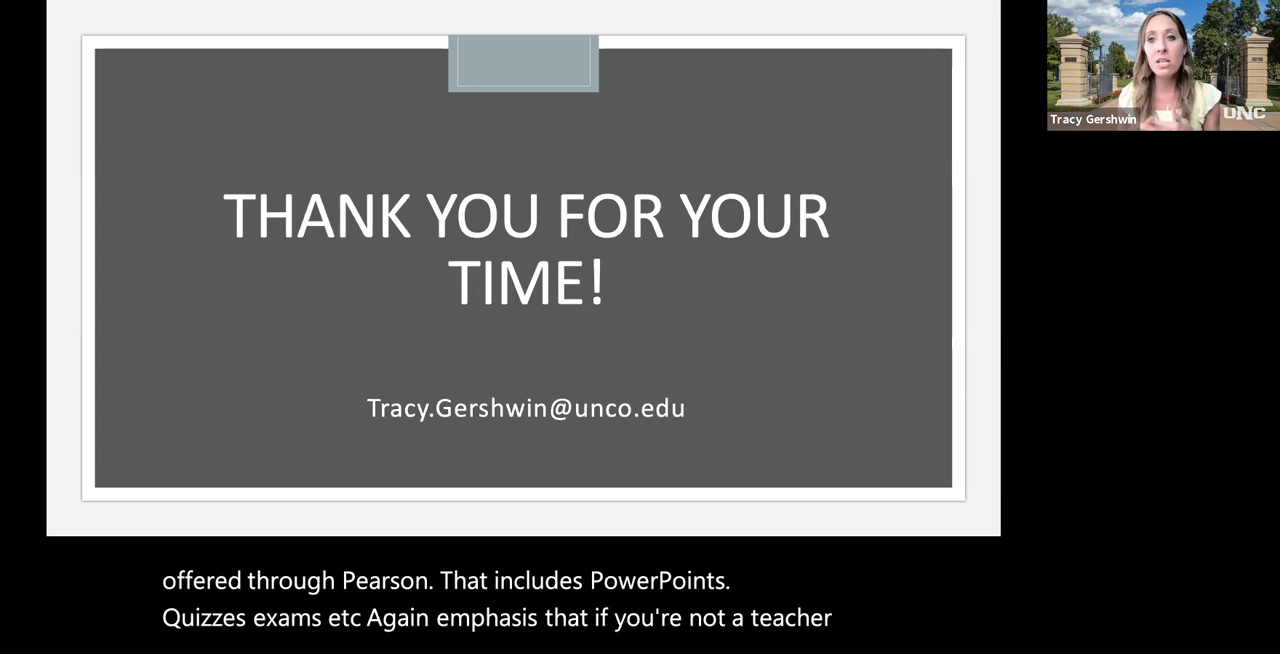 THANK YOU FOR YOUR
TIME!
Tracy.Gershwin@unco.edu
Tracy Gershwin
UNC
offered through Pearson. That includes PowerPoints.
Quizzes exams etc Again emphasis that if you're not a teacher